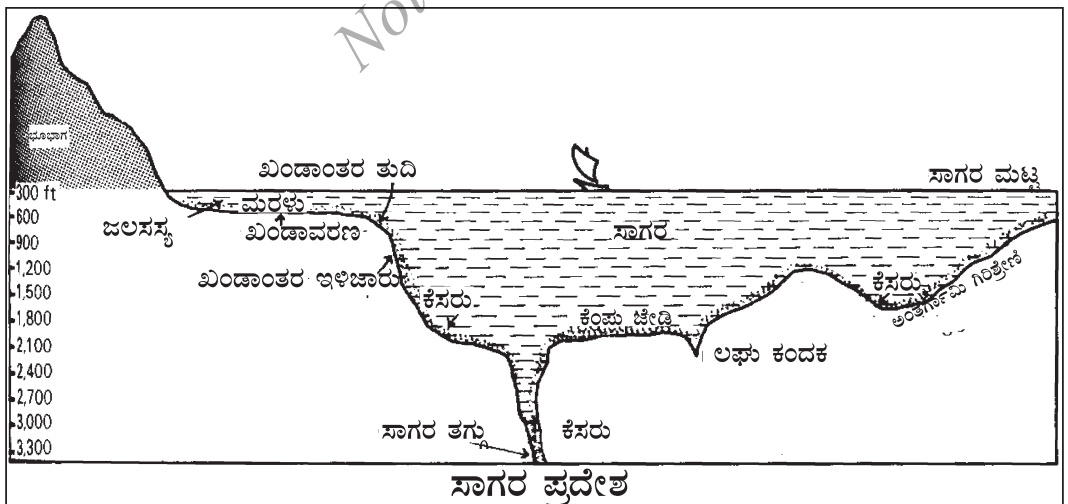 Not
ಭೂಭಾಗ
ಖಂಡಾಂತರ ತುದಿ
ಸಾಗರ ಮಟ್ಟ
300 ft
ಮರಳು
600
ಜಲಸಸ್ಯ
ಖಂಡಾವರಣ
ಸಾಗರ
900
1,200
ಖಂಡಾಂತರ ಇಳಿಜಾರು
ಕೆಸರು
ಕೆಸರು
ಅಂತರ್ಗಾಮಿ ಗಿರಿಶ್ರೇಣಿ
1,500
1,800
ಕೆಂಪು ಜೇಡಿ
2,100
ಲಘು ಕಂದಕ
2,400
2,700
3,000
ಸಾಗರ ತಗ್ಗು
ಕೆಸರು
3,300
ಸಾಗರ ಪ್ರದೇಶ